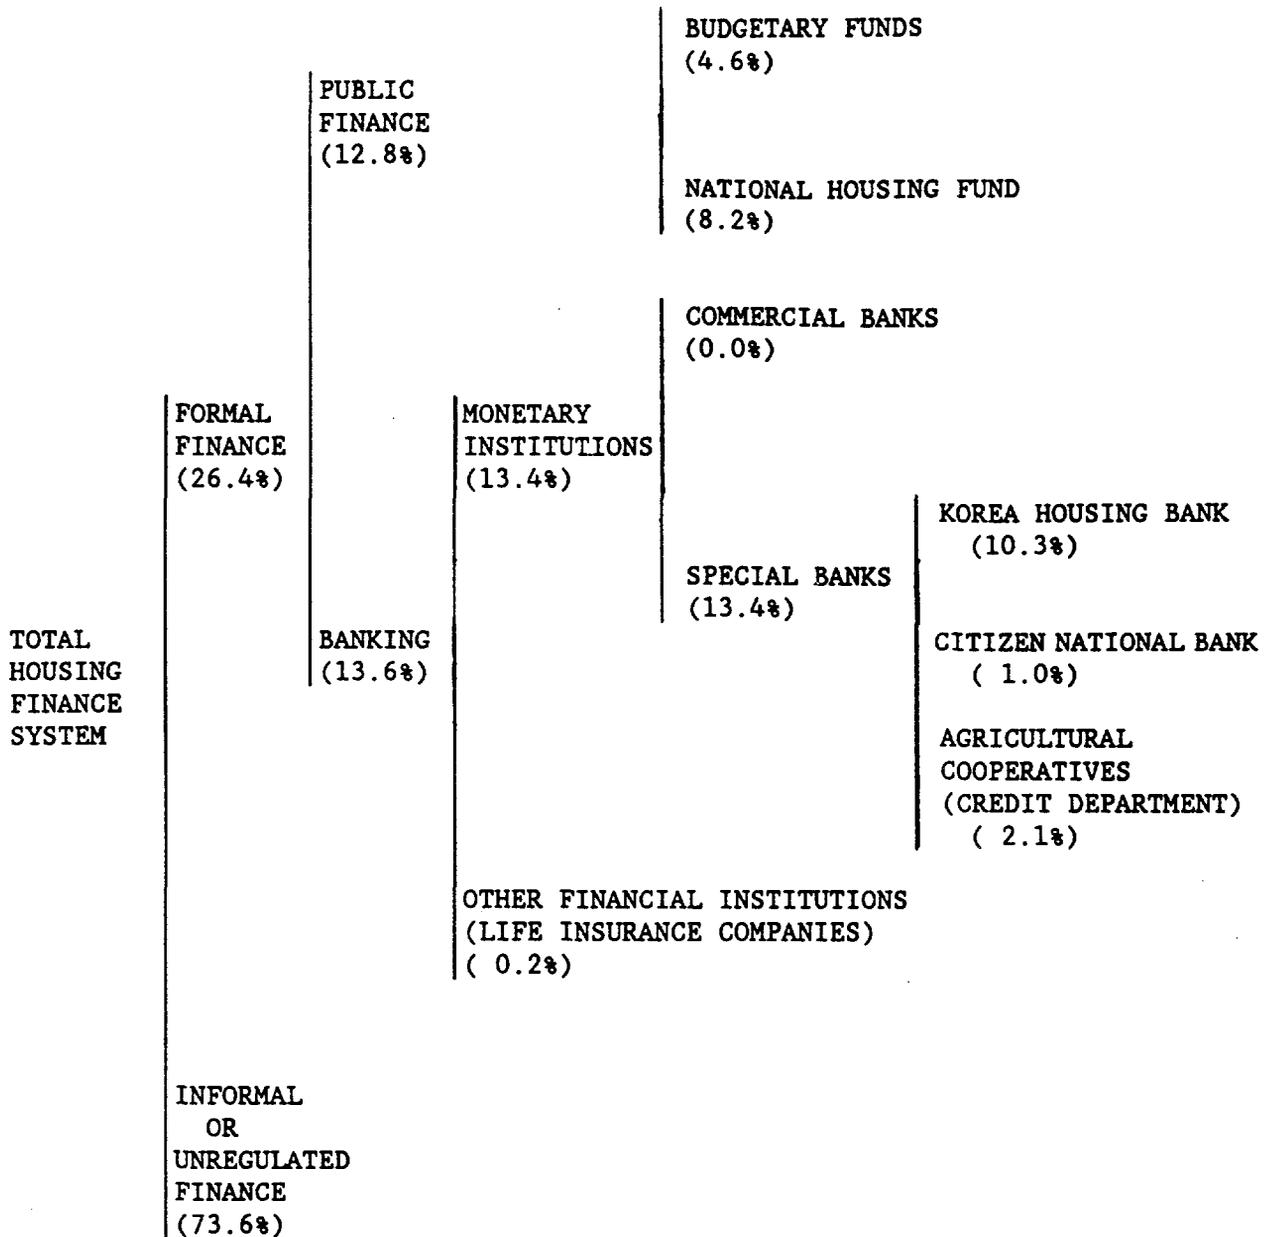 BUDGETARY FUNDS
(4.6%)
PUBLIC
FINANCE
(12.8%)
NATIONAL HOUSING FUND
(8.2%)
COMMERCIAL BANKS
(0.0%)
FORMAL
FINANCE
(26.4%)
MONETARY
INSTITUTIONS
(13.4%)
KOREA HOUSING BANK
(10.3%)
SPECIAL BANKS
(13.4%)
TOTAL
HOUSING
FINANCE
SYSTEM
BANKING
(13.6%)
CITIZEN NATIONAL BANK
( 1.0%)
AGRICULTURAL
COOPERATIVES
(CREDIT DEPARTMENT)
( 2.1%)
OTHER FINANCIAL INSTITUTIONS
(LIFE INSURANCE COMPANIES)
( 0.2%)
INFORMAL
OR
UNREGULATED
FINANCE
(73.6%)